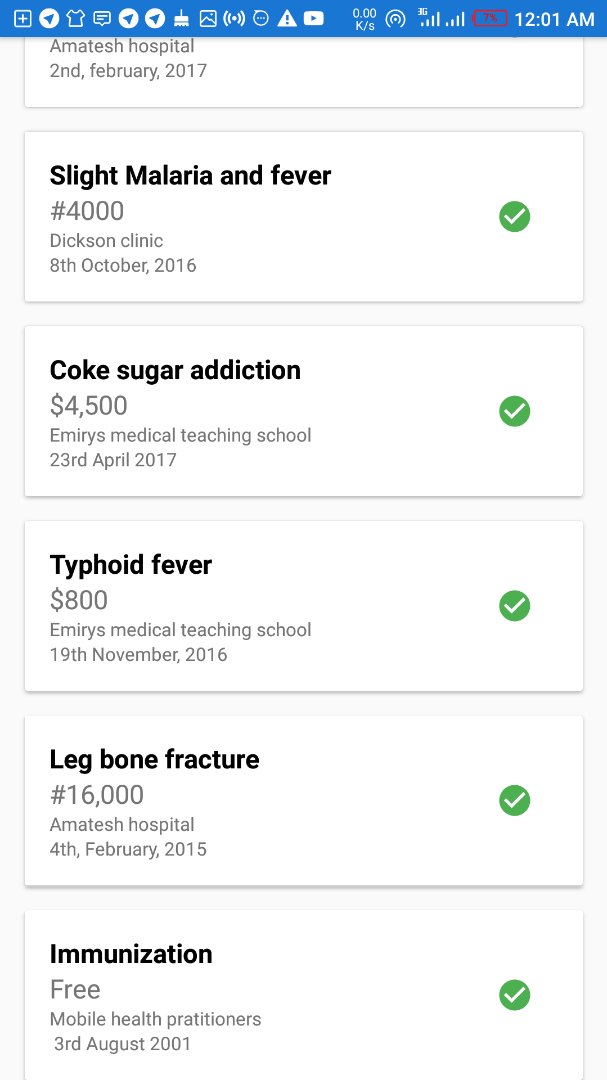 0.00
K/s
3G
7%
12:01 AM
Amatesh hospital
2nd, february, 2017
Slight Malaria and fever
#4000
Dickson clinic
8th October, 2016
Coke sugar addiction
$4,500
Emirys medical teaching school
23rd April 2017
Typhoid fever
$800
Emirys medical teaching school
19th November, 2016
Leg bone fracture
#16,000
Amatesh hospital
4th, February, 2015
Immunization
Free
Mobile health pratitioners
3rd August 2001